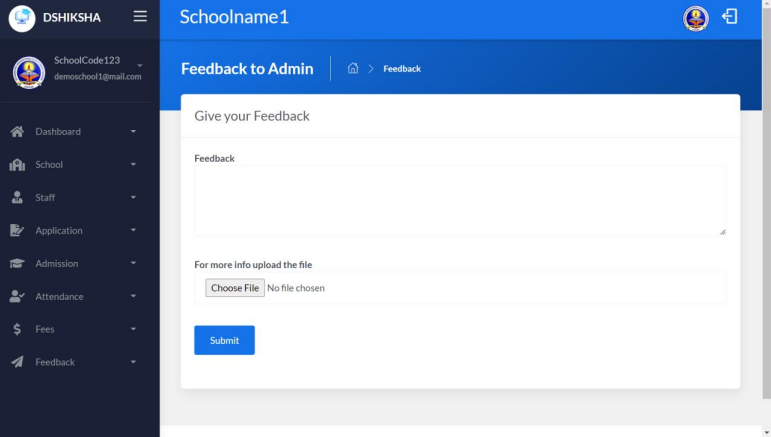 DSHIKSHA
SchoolCode123
demoschool1@mail.com
Dashboard
School
Staff
Application
Admission
Attendance
Fees
Feedback
Schoolname1
Feedback to Admin
Feedback
Give your Feedback
Feedback
For more info upload the file
Choose File No file chosen
Submit